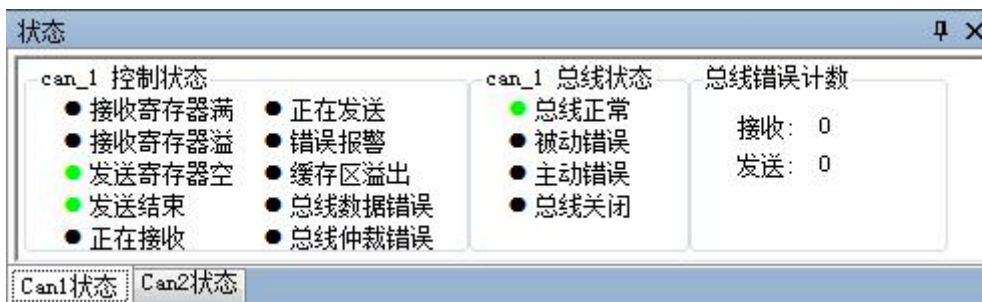 状态
can_1 控制状态
接收寄存器满
接收寄存器溢
发送寄存器空
发送结束
正在接收
正在发送
错误报警
缓存区溢出
总线数据错误
总线仲裁错误
can_1 总线状态
总线正常
被动错误
主动错误
总线关闭
总线错误计数
接收: 0
发送: 0
Can1状态 Can2状态